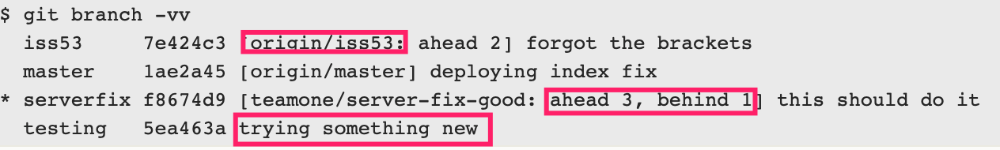 $ git branch -vv
iss53 7e424c3 [origin/iss53: ahead 2] forgot the brackets
master 1ae2a45 [origin/master] deploying index fix
* serverfix f8674d9 [teamone/server-fix-good: ahead 3, behind 1] this should do it
testing 5ea463a trying something new